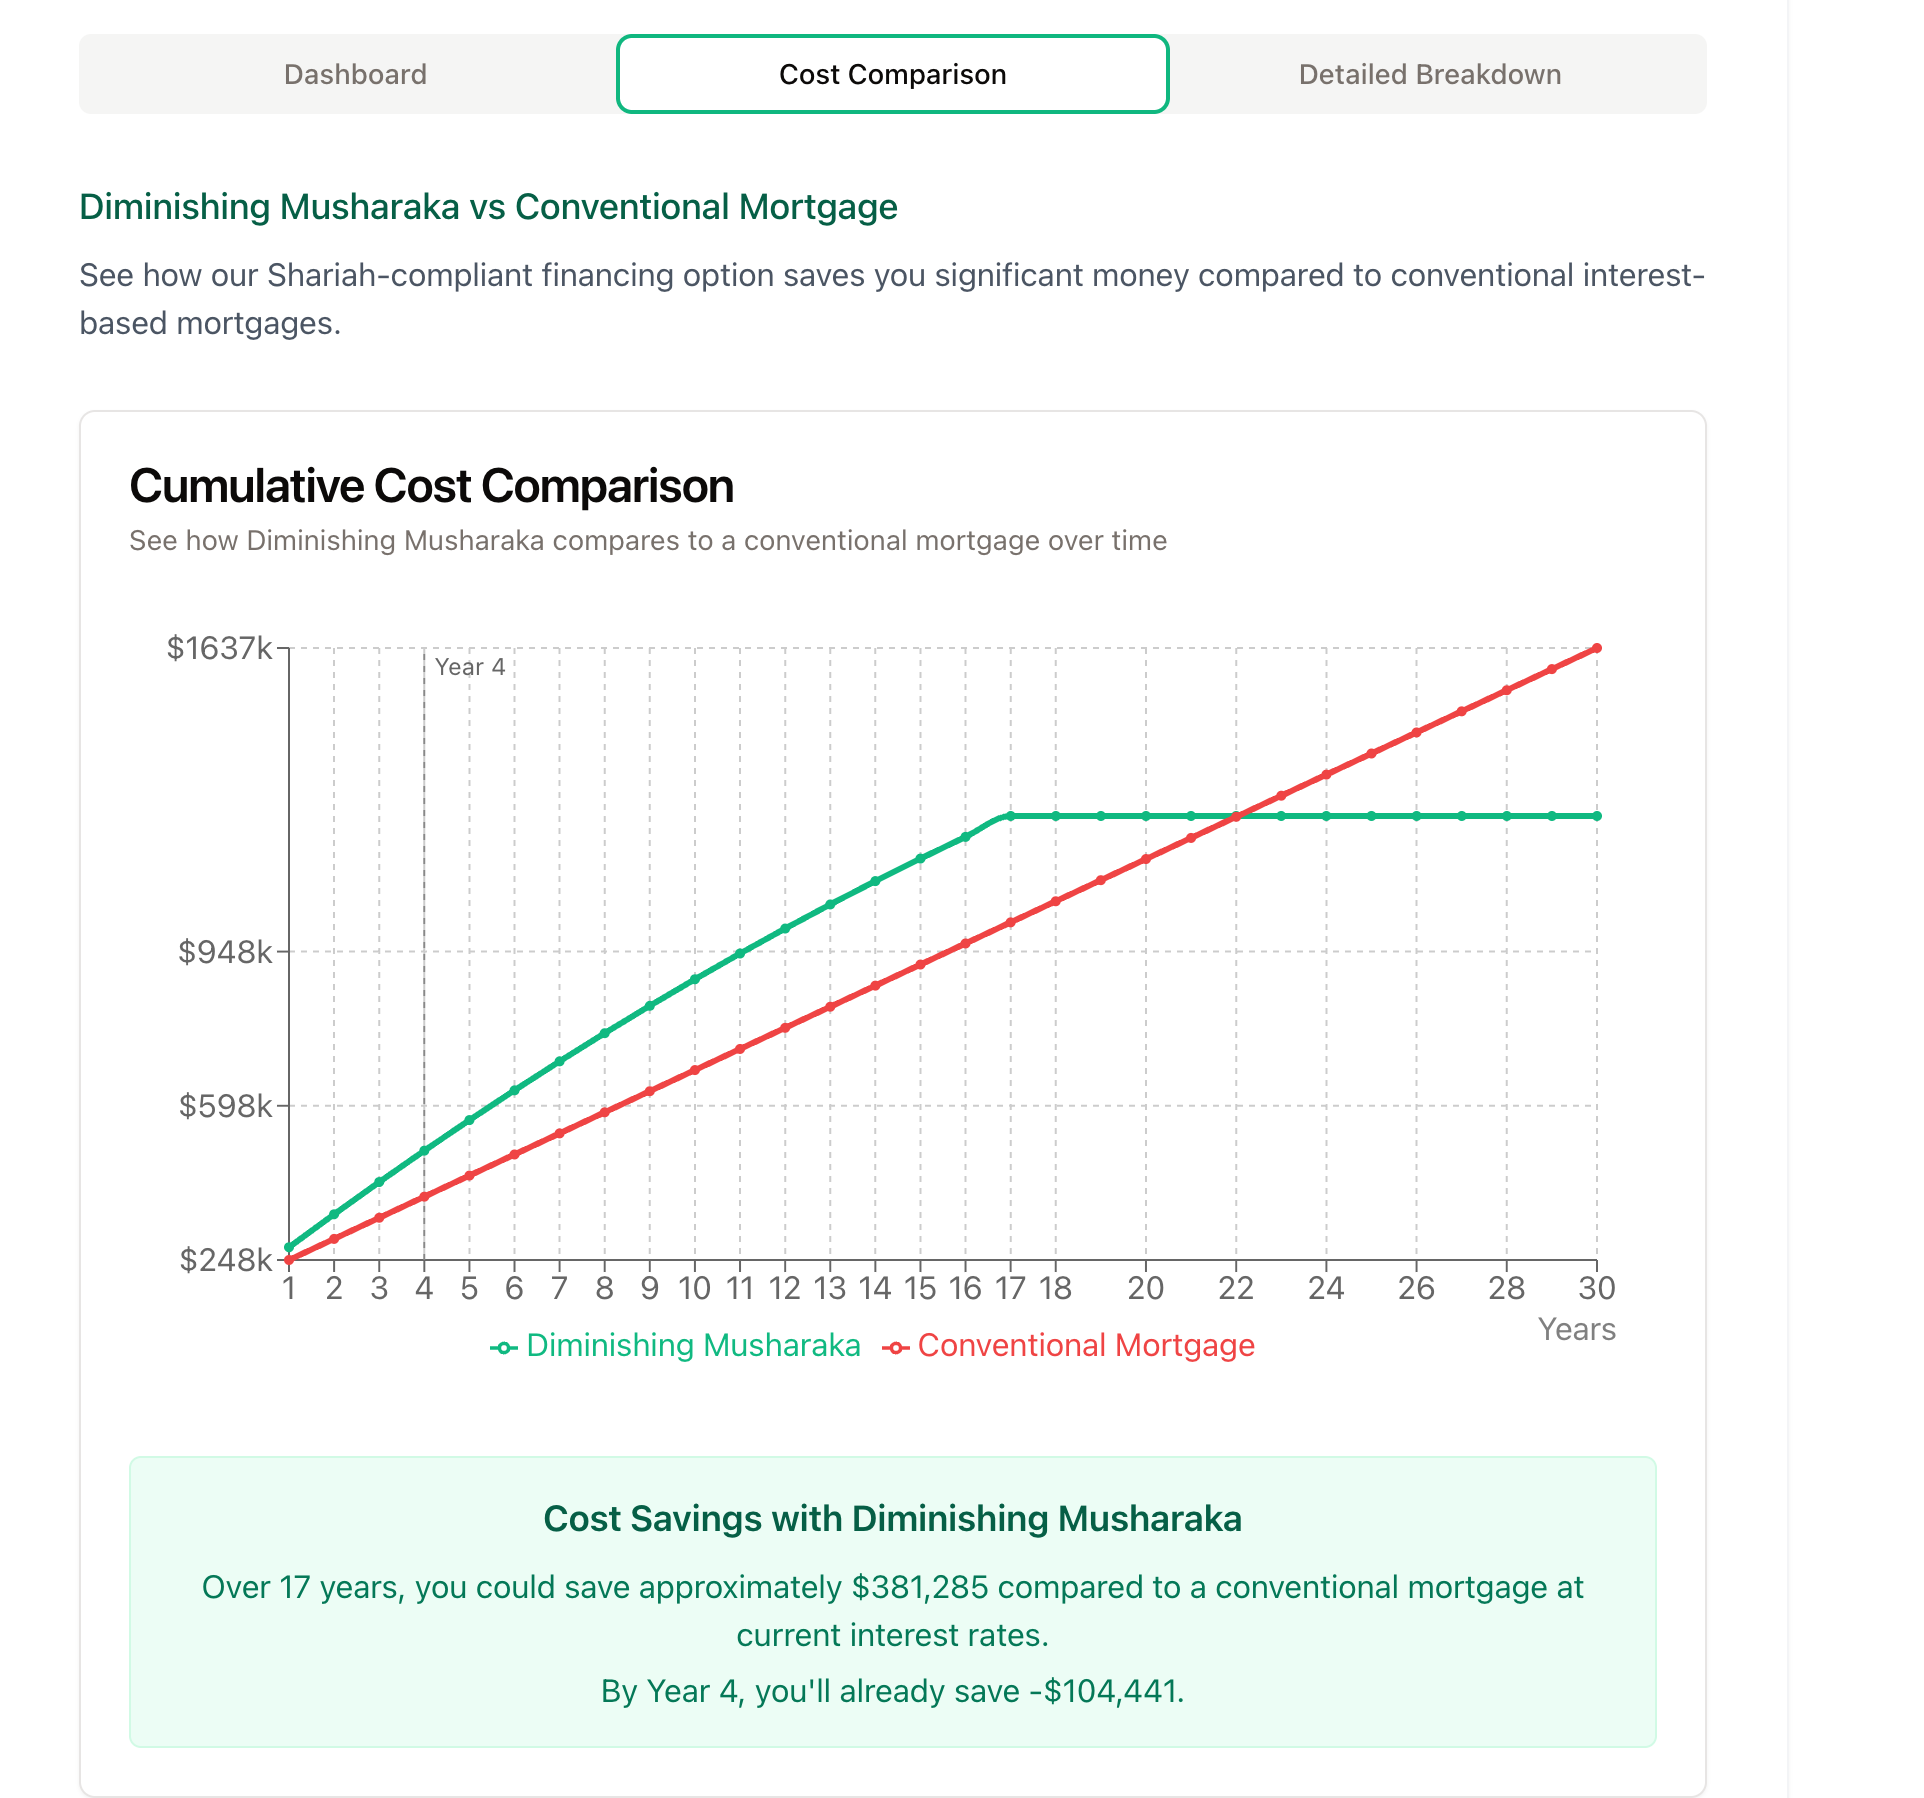 Dashboard
Cost Comparison
Detailed Breakdown
Diminishing Musharaka vs Conventional Mortgage
See how our Shariah-compliant financing option saves you significant money compared to conventional interest-
based mortgages.
Cumulative Cost Comparison
See how Diminishing Musharaka compares to a conventional mortgage over time
$1637k
Year 4
$948k
$598k
$248k
1 2 3 4 5 6 7 8 9 10 11 12 13 14 15 16 17 18 20 22 24 26 28 30
Years
Diminishing Musharaka Conventional Mortgage
Cost Savings with Diminishing Musharaka
Over 17 years, you could save approximately $381,285 compared to a conventional mortgage at
current interest rates.
By Year 4, you'll already save -$104,441.